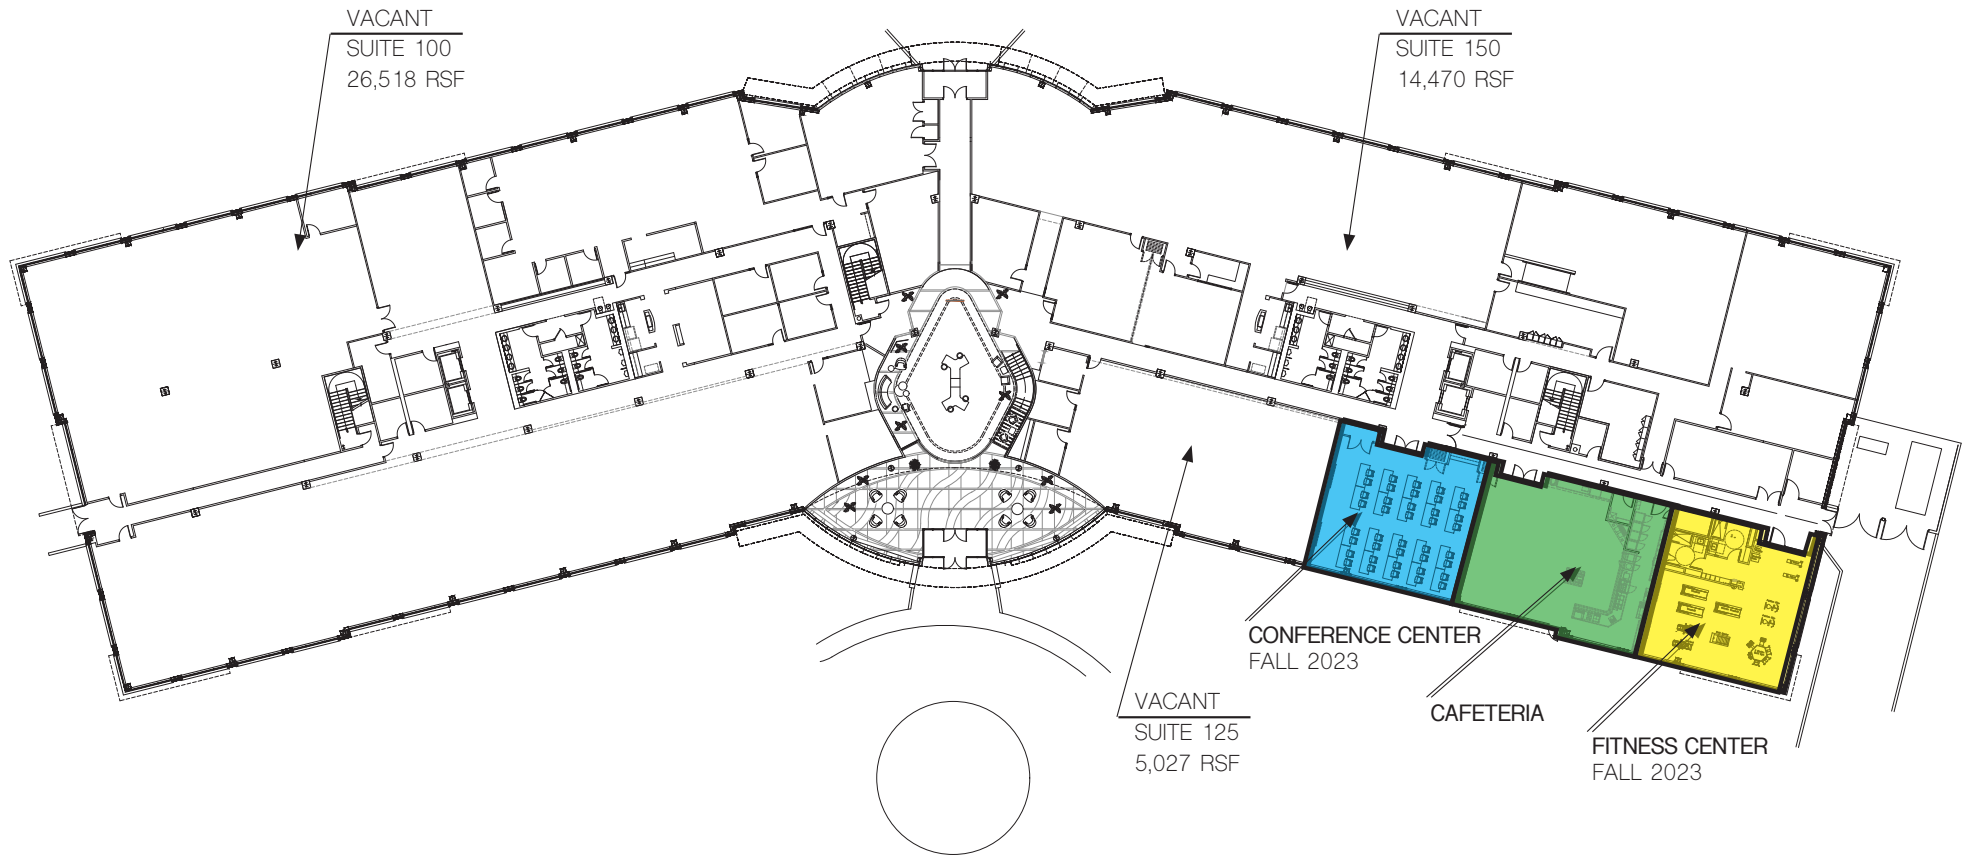 VACANT
SUITE 100
26,518 RSF
VACANT
SUITE 150
14,470 RSF
CONFERENCE CENTER
FALL 2023
VACANT
SUITE 125
5,027 RSF
CAFETERIA
FITNESS CENTER
FALL 2023